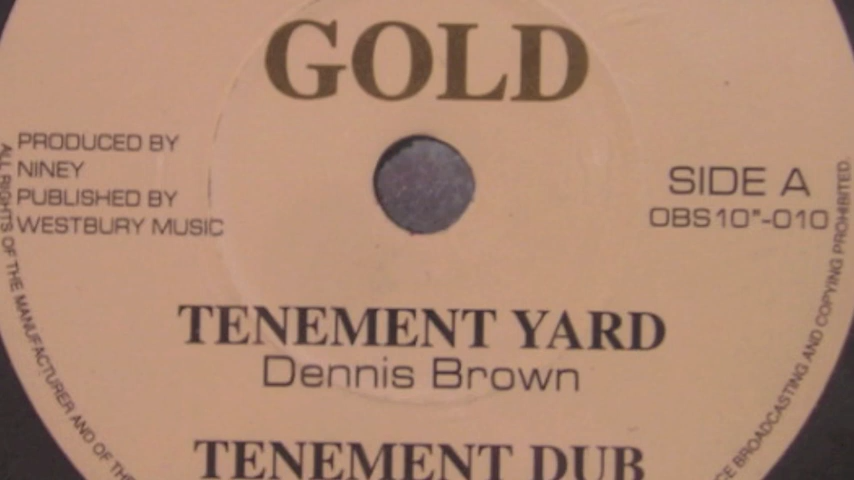 GOLD
PRODUCED BY
NINEY
PUBLISHED BY
WESTBURY MUSIC
SIDE A
OBS10"-010
TENEMENT YARD
Dennis Brown
TENEMENT DUB
ALL RIGHTS OF THE MANUFACTURER AND OF THE
BROADCASTING AND COPYING PROHIBITED.